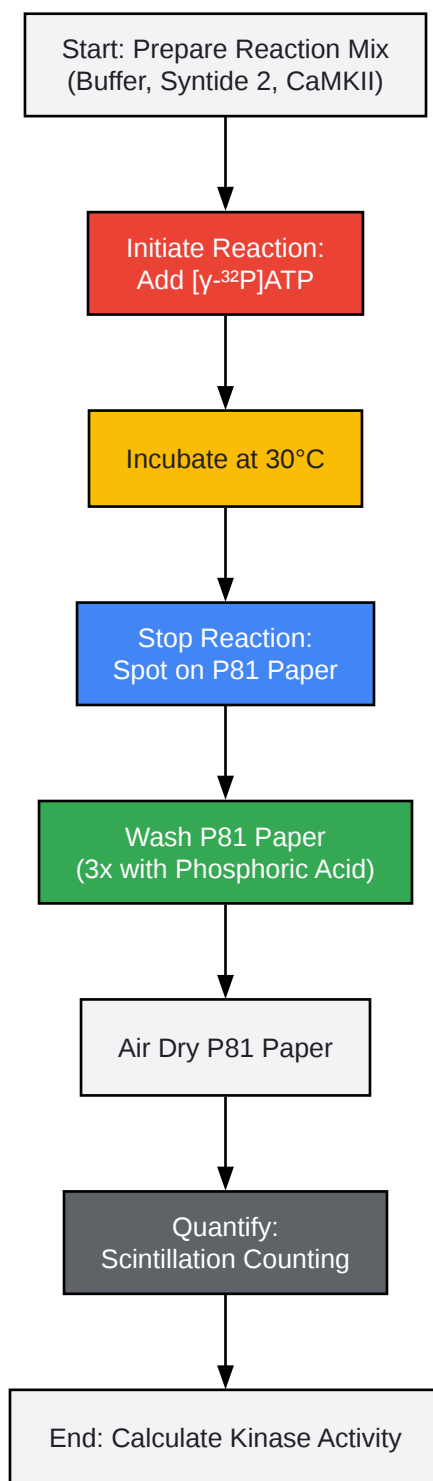 Start: Prepare Reaction Mix
(Buffer, Syntide 2, CaMKII)
Initiate Reaction:
Add [γ-³²P]ATP
Incubate at 30°C
Stop Reaction:
Spot on P81 Paper
Wash P81 Paper
(3x with Phosphoric Acid)
Air Dry P81 Paper
Quantify:
Scintillation Counting
End: Calculate Kinase Activity